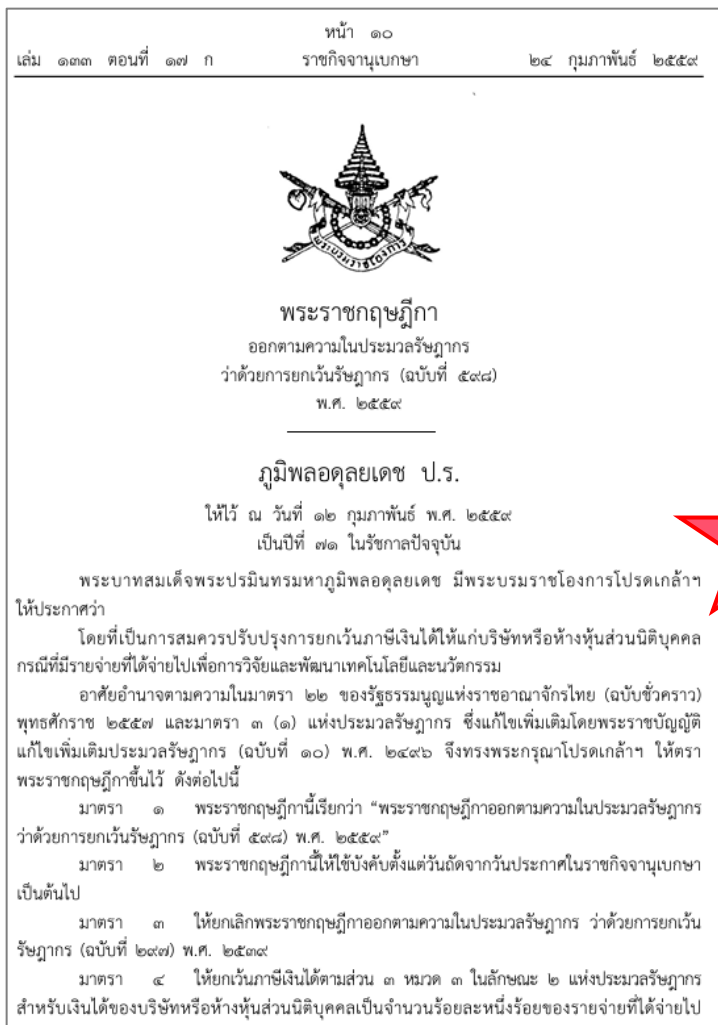 หน้า ๑๐
เล่ม ๑๓๓ ตอนที่ ๑๗ ก ราชกิจจานุเบกษา ๒๔ กุมภาพันธ์ ๒๕๕๙
พระบรมราชโองการ
พระราชกฤษฎีกา
ออกตามความในประมวลรัษฎากร
ว่าด้วยการยกเว้นรัษฎากร (ฉบับที่ ๕๙๘)
พ.ศ. ๒๕๕๙
ภูมิพลอดุลยเดช ป.ร.
ให้ไว้ ณ วันที่ ๑๒ กุมภาพันธ์ พ.ศ. ๒๕๕๙
เป็นปีที่ ๗๑ ในรัชกาลปัจจุบัน
พระบาทสมเด็จพระปรมินทรมหาภูมิพลอดุลยเดช มีพระบรมราชโองการโปรดเกล้าฯ
ให้ประกาศว่า
โดยที่เป็นการสมควรปรับปรุงการยกเว้นภาษีเงินได้ให้แก่บริษัทหรือห้างหุ้นส่วนนิติบุคคล
กรณีที่มีรายจ่ายที่ได้จ่ายไปเพื่อการวิจัยและพัฒนาเทคโนโลยีและนวัตกรรม
อาศัยอำนาจตามความในมาตรา ๒๒ ของรัฐธรรมนูญแห่งราชอาณาจักรไทย (ฉบับชั่วคราว)
พุทธศักราช ๒๕๕๗ และมาตรา ๓ (๑) แห่งประมวลรัษฎากร ซึ่งแก้ไขเพิ่มเติมโดยพระราชบัญญัติ
แก้ไขเพิ่มเติมประมวลรัษฎากร (ฉบับที่ ๑๐) พ.ศ. ๒๔๙๖ จึงทรงพระกรุณาโปรดเกล้าฯ ให้ตรา
พระราชกฤษฎีกาขึ้นไว้ ดังต่อไปนี้
มาตรา ๑ พระราชกฤษฎีกานี้เรียกว่า “พระราชกฤษฎีกาออกตามความในประมวลรัษฎากร
ว่าด้วยการยกเว้นรัษฎากร (ฉบับที่ ๕๙๘) พ.ศ. ๒๕๕๙”
มาตรา ๒ พระราชกฤษฎีกานี้ให้ใช้บังคับตั้งแต่วันถัดจากวันประกาศในราชกิจจานุเบกษา
เป็นต้นไป
มาตรา ๓ ให้ยกเลิกพระราชกฤษฎีกาออกตามความในประมวลรัษฎากร ว่าด้วยการยกเว้น
รัษฎากร (ฉบับที่ ๒๙๗) พ.ศ. ๒๕๓๙
มาตรา ๔ ให้ยกเว้นภาษีเงินได้ตามส่วน ๓ หมวด ๓ ในลักษณะ ๒ แห่งประมวลรัษฎากร
สำหรับเงินได้ของบริษัทหรือห้างหุ้นส่วนนิติบุคคลเป็นจำนวนร้อยละหนึ่งร้อยของรายจ่ายที่ได้จ่ายไป